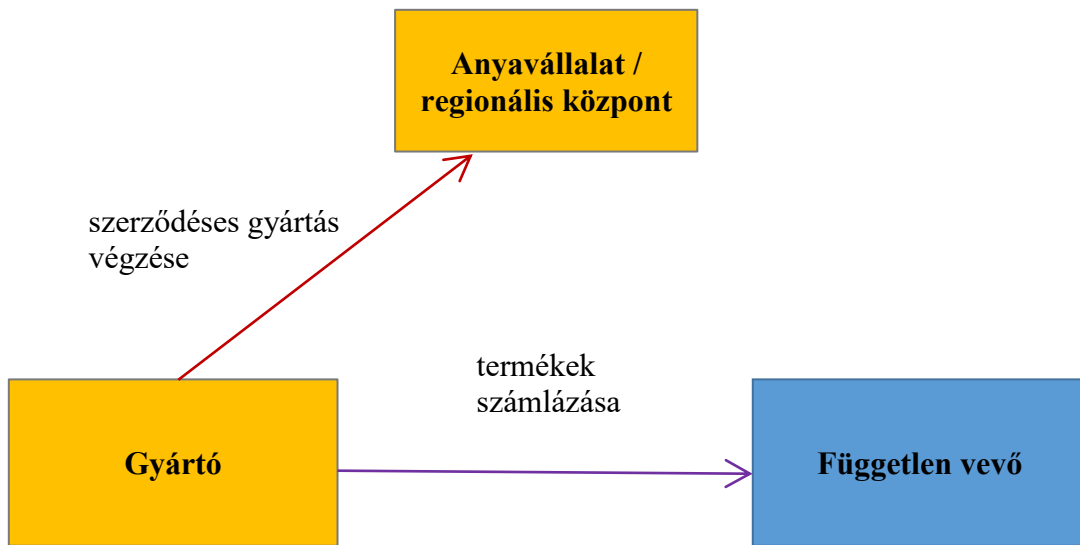 Anyavállalat /
regionális központ
szerződéses gyártás
végzése
termékek
számlázása
Gyártó
Független vevő